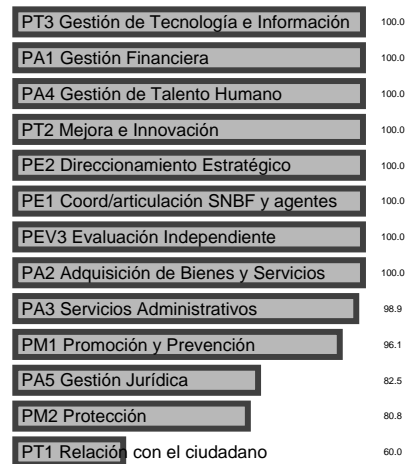 PT3 Gestión de Tecnología e Información 100.0
PA1 Gestión Financiera 100.0
PA4 Gestión de Talento Humano 100.0
PT2 Mejora e Innovación 100.0
PE2 Direccionamiento Estratégico 100.0
PE1 Coord/articulación SNBF y agentes 100.0
PEV3 Evaluación Independiente 100.0
PA2 Adquisición de Bienes y Servicios 100.0
PA3 Servicios Administrativos 98.9
PM1 Promoción y Prevención 96.1
PA5 Gestión Jurídica 82.5
PM2 Protección 80.8
PT1 Relación con el ciudadano 60.0